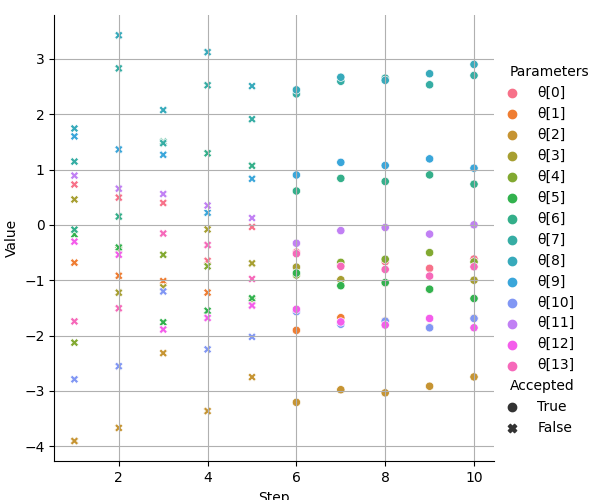 3
2
1
0
−1
−2
−3
−4
Value
2
4
6
8
10
Step
Parameters
θ[0]
θ[1]
θ[2]
θ[3]
θ[4]
θ[5]
θ[6]
θ[7]
θ[8]
θ[9]
θ[10]
θ[11]
θ[12]
θ[13]
Accepted
True
False